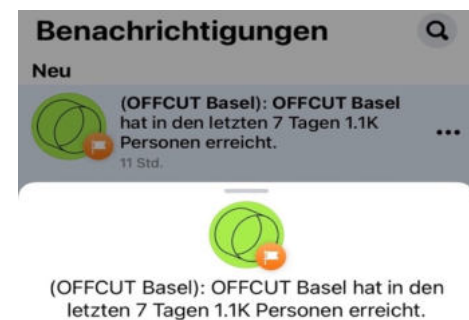 Benachrichtigungen
Neu
(OFFCUT Basel): OFFCUT Basel
hat in den letzten 7 Tagen 1.1K
Personen erreicht.
11 Std.
(OFFCUT Basel): OFFCUT Basel hat in den
letzten 7 Tagen 1.1K Personen erreicht.